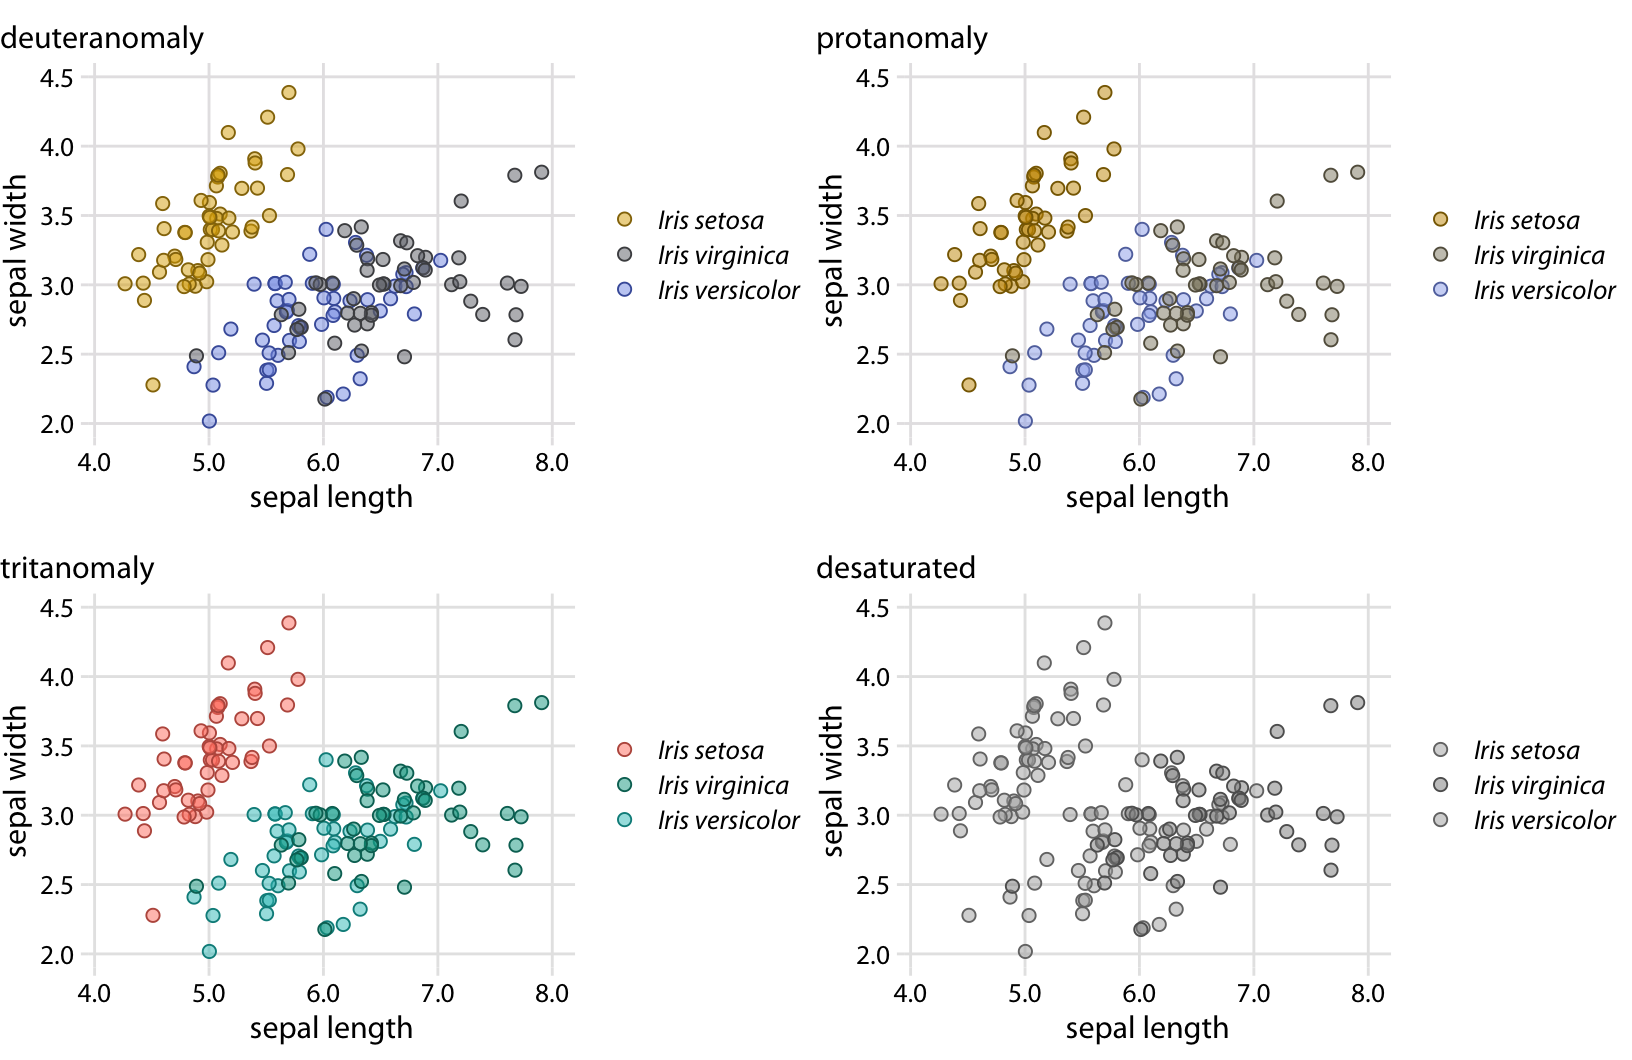 deuteranomaly
4.5
4.0
3.5
3.0
2.5
2.0
sepal width
4.0 5.0 6.0 7.0 8.0
sepal length
Iris setosa
Iris virginica
Iris versicolor
protanomaly
4.5
4.0
3.5
3.0
2.5
2.0
sepal width
4.0 5.0 6.0 7.0 8.0
sepal length
Iris setosa
Iris virginica
Iris versicolor
tritanomaly
4.5
4.0
3.5
3.0
2.5
2.0
sepal width
4.0 5.0 6.0 7.0 8.0
sepal length
Iris setosa
Iris virginica
Iris versicolor
desaturated
4.5
4.0
3.5
3.0
2.5
2.0
sepal width
4.0 5.0 6.0 7.0 8.0
sepal length
Iris setosa
Iris virginica
Iris versicolor